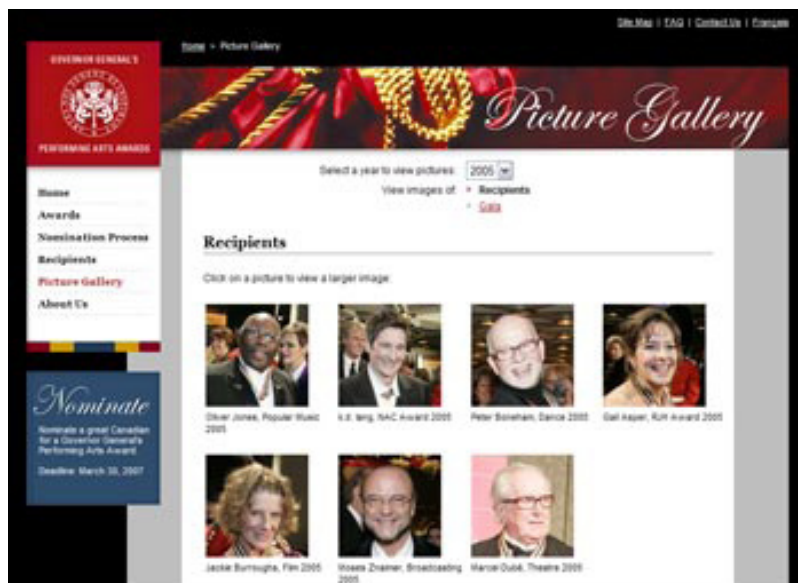 Site Map | FAQ | Contact Us | Français
Home > Picture Gallery
GOVERNOR GENERAL'S
PERFORMING ARTS AWARDS
Picture Gallery
Select a year to view pictures: 2005
View images of: Recipients
Gala
Home
Awards
Nomination Process
Recipients
Picture Gallery
About Us
Recipients
Click on a picture to view a larger image:
Oliver Jones, Popular Music
2005
k.d. lang, NAC Award 2005
Peter Boneham, Dance 2005
Gail Asper, RJH Award 2005
Nominate
Nominate a great Canadian
for a Governor General's
Performing Arts Award
Deadline: March 30, 2007
Jackie Burroughs, Film 2005
Moses Znaimer, Broadcasting
2005
Marcel Dubé, Theatre 2005